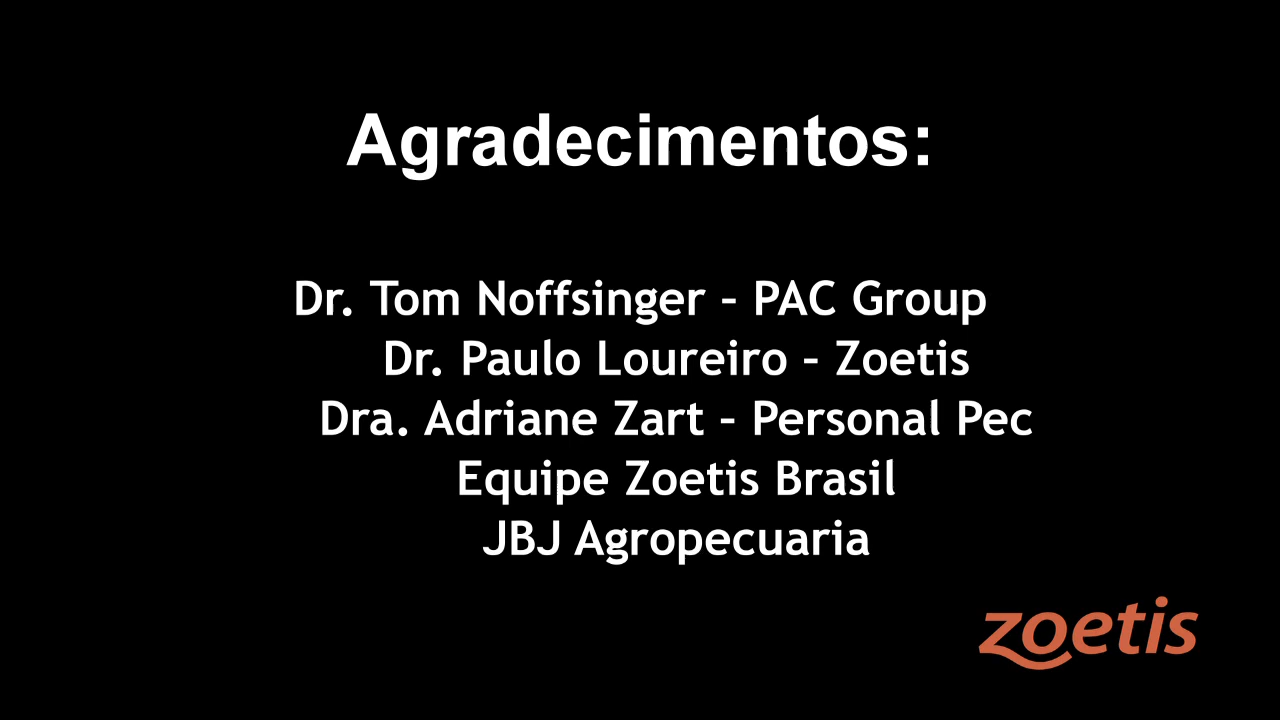 Agradecimentos:
Dr. Tom Noffsinger – PAC Group
Dr. Paulo Loureiro – Zoetis
Dra. Adriane Zart – Personal Pec
Equipe Zoetis Brasil
JBJ Agropecuaria
zoetis